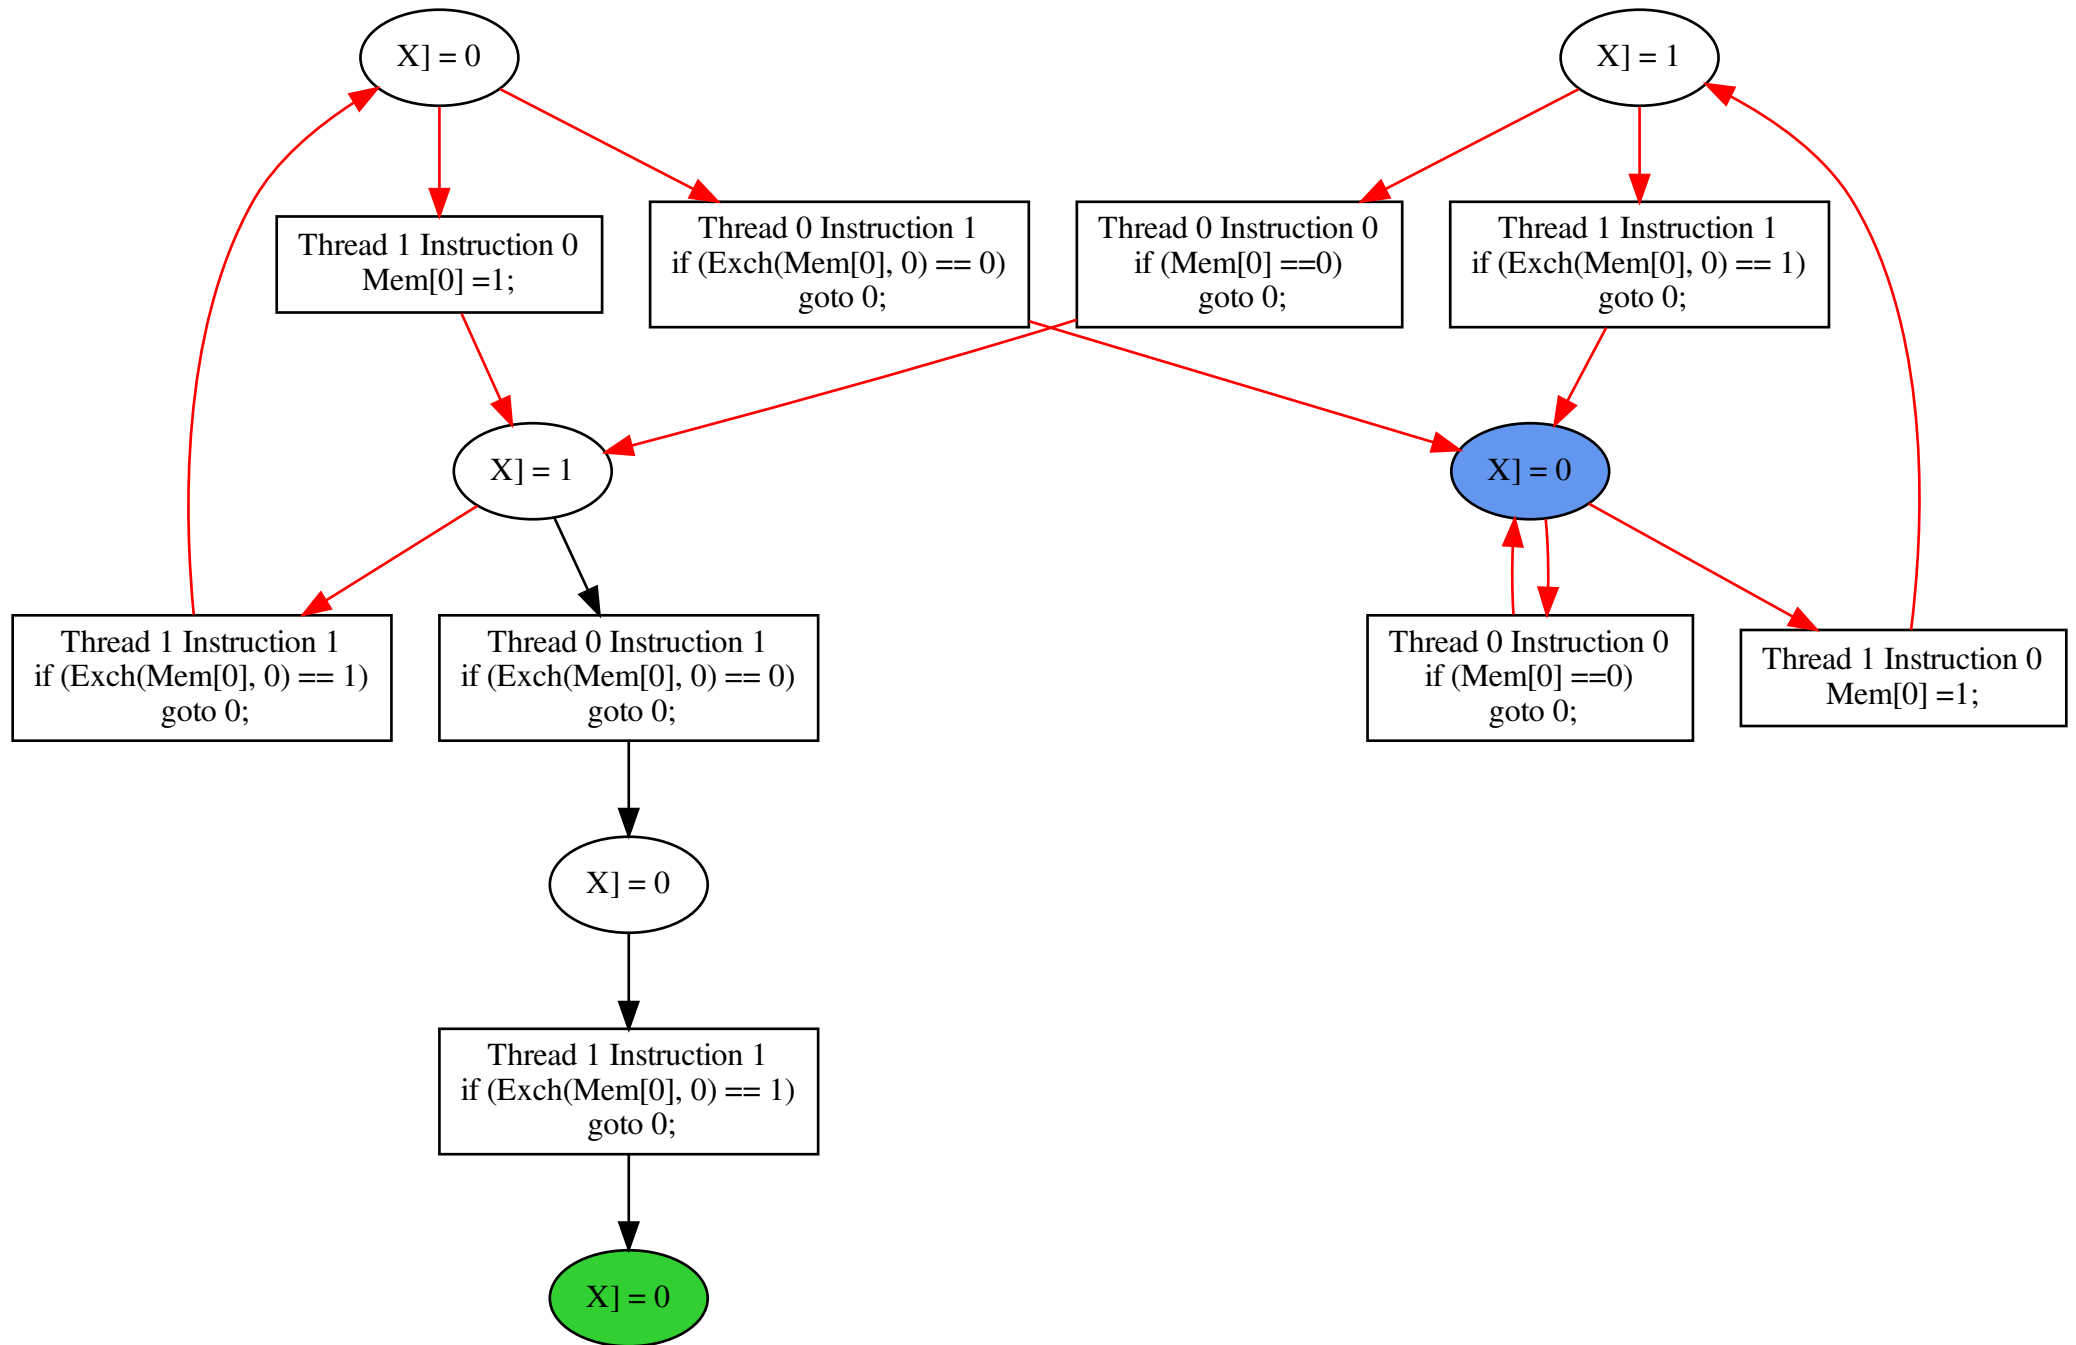 X] = 0
X] = 1
Thread 1 Instruction 0
Mem[0] =1;
Thread 0 Instruction 1
if (Exch(Mem[0], 0) == 0)
goto 0;
Thread 0 Instruction 0
if (Mem[0] ==0)
goto 0;
Thread 1 Instruction 1
if (Exch(Mem[0], 0) == 1)
goto 0;
X] = 1
X] = 0
Thread 1 Instruction 1
if (Exch(Mem[0], 0) == 1)
goto 0;
Thread 0 Instruction 1
if (Exch(Mem[0], 0) == 0)
goto 0;
Thread 0 Instruction 0
if (Mem[0] ==0)
goto 0;
Thread 1 Instruction 0
Mem[0] =1;
X] = 0
Thread 1 Instruction 1
if (Exch(Mem[0], 0) == 1)
goto 0;
X] = 0